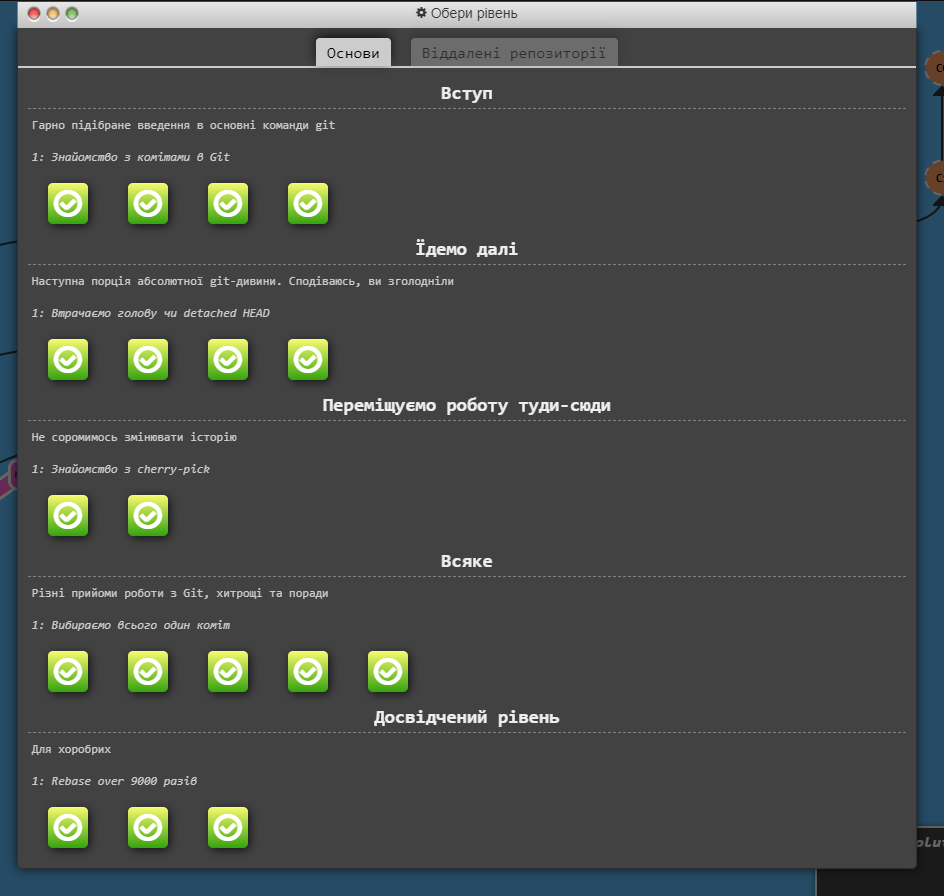 Обери рівень
Основи
Віддалені репозиторії
Вступ
Гарно підібране введення в основні команди git
1: Знайомство з комітами в Git
Їдемо далі
Наступна порція абсолютної git-дивини. Сподіваюсь, ви зголодніли
1: Втрачаємо голову чи detached HEAD
Переміщуємо роботу туди-сюди
Не соромимось змінювати історію
1: Знайомство з cherry-pick
Всяке
Різні прийоми роботи з Git, хитрощі та поради
1: Вибираємо всього один коміт
Досвідчений рівень
Для хоробрих
1: Rebase over 9000 разів